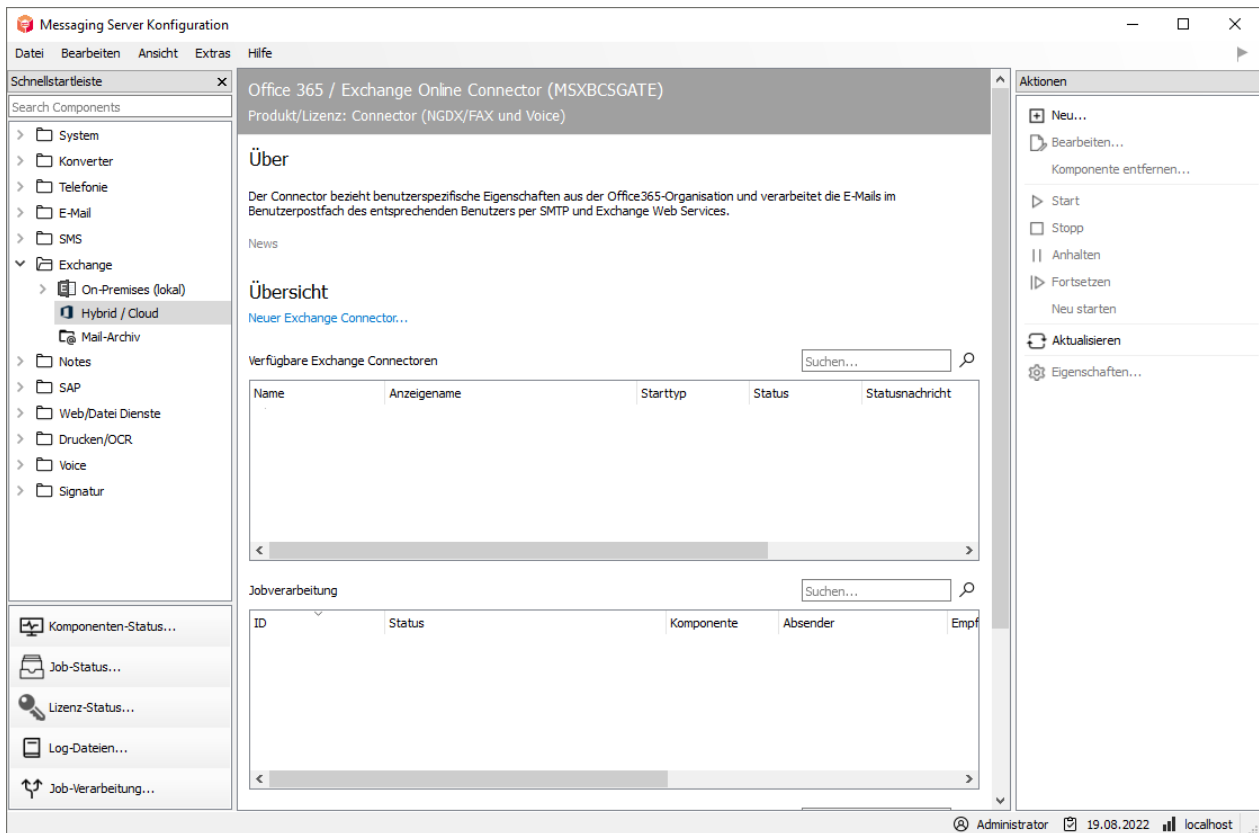 Messaging Server Konfiguration
Datei Bearbeiten Ansicht Extras Hilfe
Schnellstartleiste
Search Components
System
Konverter
Telefonie
E-Mail
SMS
Exchange
On-Premises (lokal)
Hybrid / Cloud
Mail-Archiv
Notes
SAP
Web/Datei Dienste
Drucken/OCR
Voice
Signatur
Komponenten-Status...
Job-Status...
Lizenz-Status...
Log-Dateien...
Job-Verarbeitung...
Office 365 / Exchange Online Connector (MSXBCSGATE)
Produkt/Lizenz: Connector (NGDX/FAX und Voice)
Über
Der Connector bezieht benutzerspezifische Eigenschaften aus der Office365-Organisation und verarbeitet die E-Mails im
Benutzerpostfach des entsprechenden Benutzers per SMTP und Exchange Web Services.
News
Übersicht
Neuer Exchange Connector...
Verfügbare Exchange Connectoren Suchen...
Name Anzeigename Starttyp Status Statusnachricht
Jobverarbeitung Suchen...
ID Status Komponente Absender Empf
Aktionen
Neu...
Bearbeiten...
Komponente entfernen...
Start
Stopp
Anhalten
Fortsetzen
Neu starten
Aktualisieren
Eigenschaften...
Administrator 19.08.2022 localhost